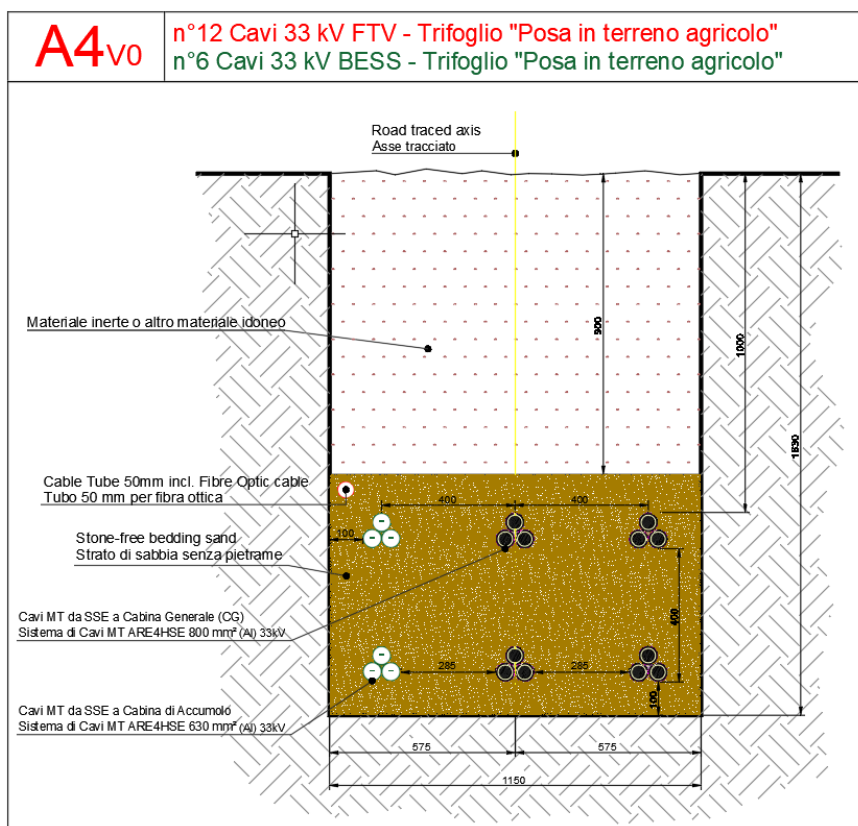 A4V0
n°12 Cavi 33 kV FTV - Trifoglio "Posa in terreno agricolo"
n°6 Cavi 33 kV BESS - Trifoglio "Posa in terreno agricolo"
Road traced axis
Asse tracciato
Materiale inerte o altro materiale idoneo
900
1000
1830
Cable Tube 50mm incl. Fibre Optic cable
Tubo 50 mm per fibra ottica
400
400
100
Stone-free bedding sand
Strato di sabbia senza pietrame
400
Cavi MT da SSE a Cabina Generale (CG)
Sistema di Cavi MT ARE4HSE 800 mm² (Al) 33kV
285
285
100
Cavi MT da SSE a Cabina di Accumolo
Sistema di Cavi MT ARE4HSE 630 mm² (Al) 33kV
575
575
1150